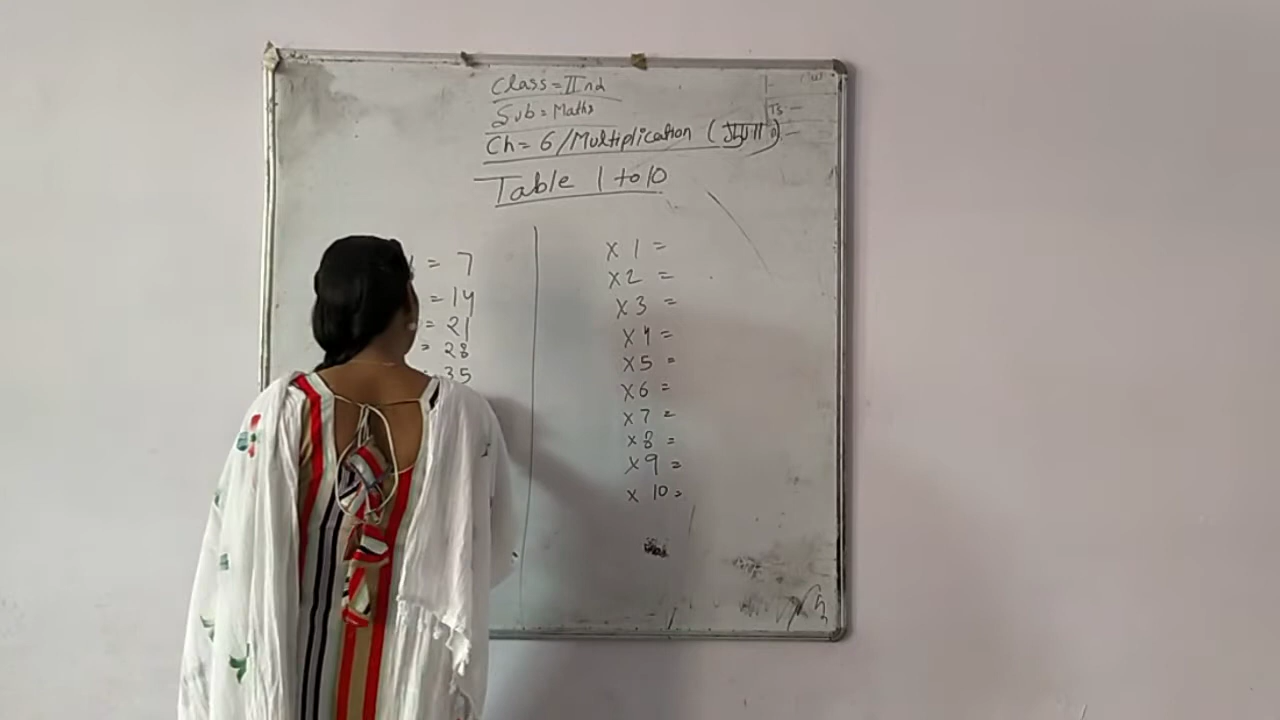 Class = IInd
Sub = Maths
Ch = 6/Multiplication (गुणा)
Table 1 to 10
= 7
= 14
= 21
= 28
35
x 1 =
x 2 =
x 3 =
x 4 =
x 5 =
x 6 =
x 7 =
x 8 =
x 9 =
x 10 =